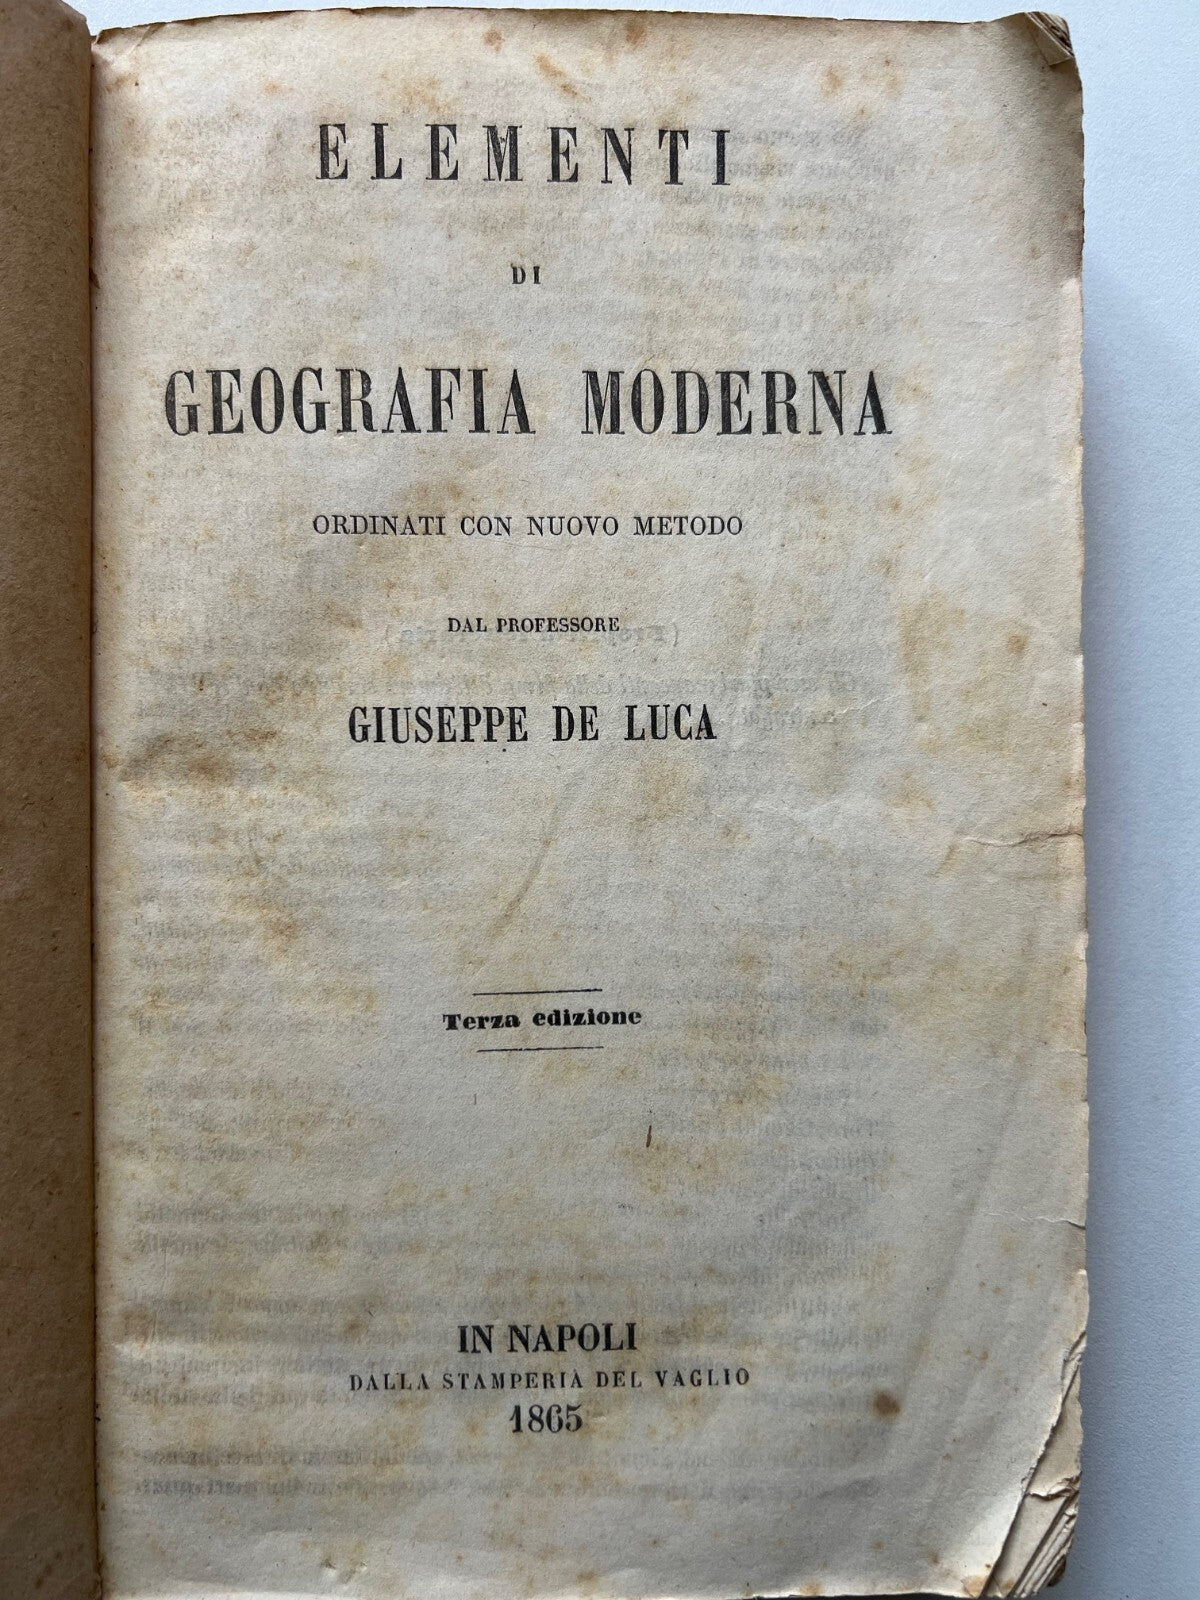 ELEMENTI
DI
GEOGRAFIA MODERNA
ORDINATI CON NUOVO METODO
DAL PROFESSORE
GIUSEPPE DE LUCA
Terza edizione
IN NAPOLI
DALLA STAMPERIA DEL VAGLIO
1865